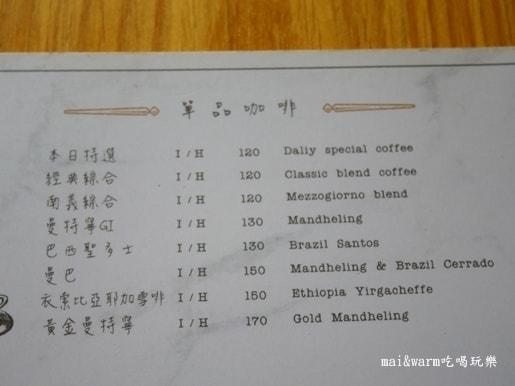 單品咖啡
本日特選 I/H 120 Daliy special coffee
經典綜合 I/H 120 Classic blend coffee
南義綜合 I/H 120 Mezzogiorno blend
曼特寧G1 I/H 130 Mandheling
巴西聖多士 I/H 130 Brazil Santos
曼巴 I/H 150 Mandheling & Brazil Cerrado
衣索比亞耶加雪啡 I/H 150 Ethiopia Yirgacheffe
黃金曼特寧 I/H 170 Gold Mandheling
mai&warm吃喝玩樂